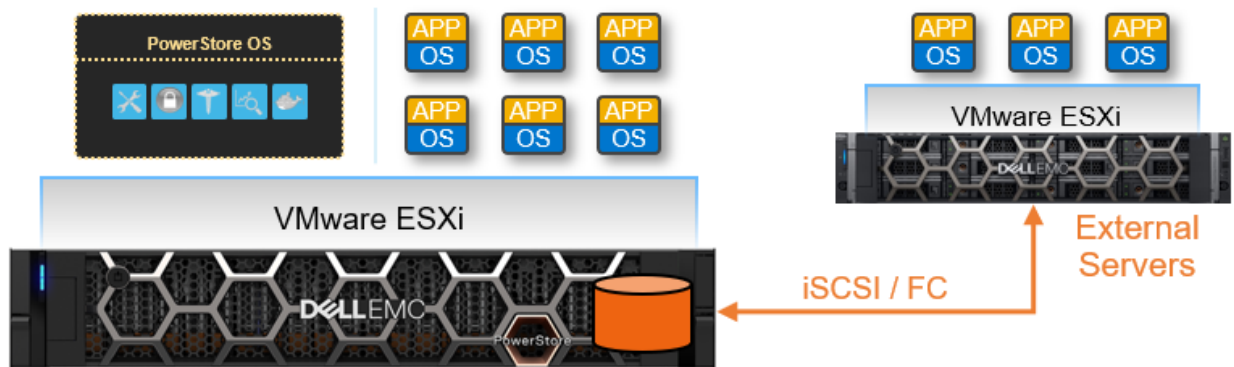 PowerStore OS
APP APP APP
OS OS OS
APP APP APP
OS OS OS
VMware ESXi
DELLEMC
PowerStore
APP APP APP
OS OS OS
VMware ESXi
DELLEMC
External
Servers
iSCSI / FC